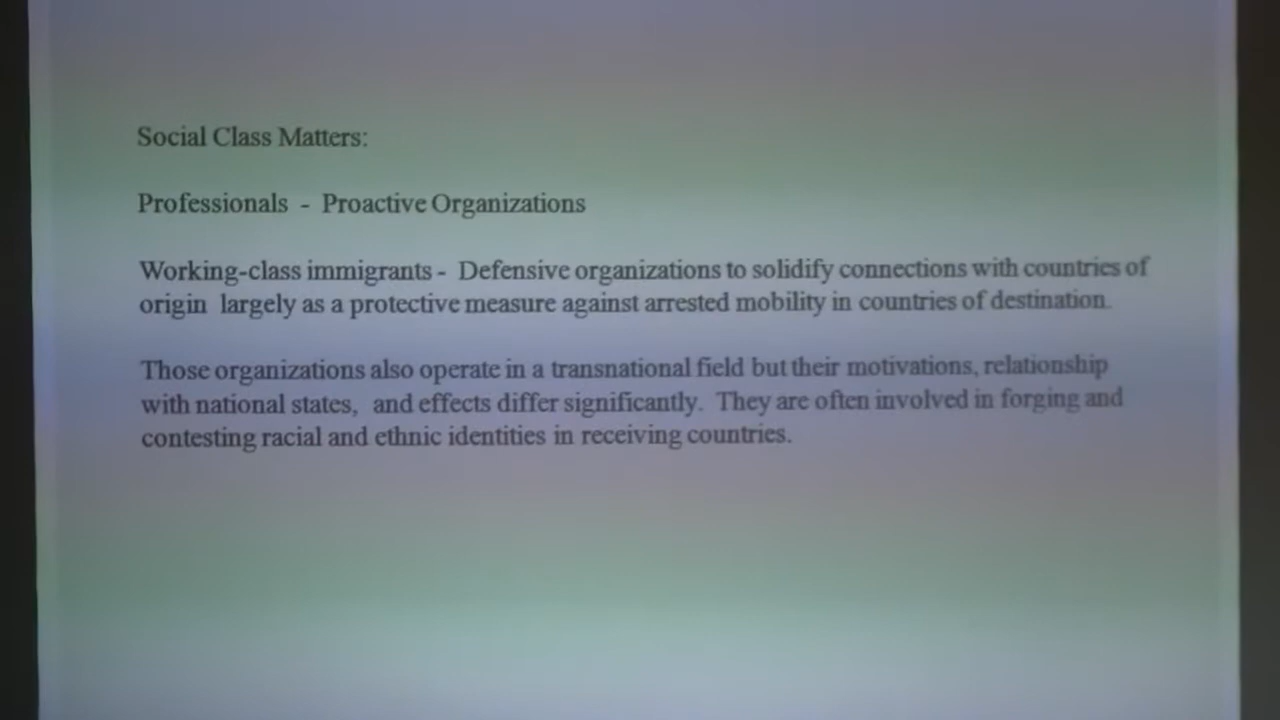 Social Class Matters:
Professionals - Proactive Organizations
Working-class immigrants - Defensive organizations to solidify connections with countries of
origin largely as a protective measure against arrested mobility in countries of destination.
Those organizations also operate in a transnational field but their motivations, relationship
with national states, and effects differ significantly. They are often involved in forging and
contesting racial and ethnic identities in receiving countries.